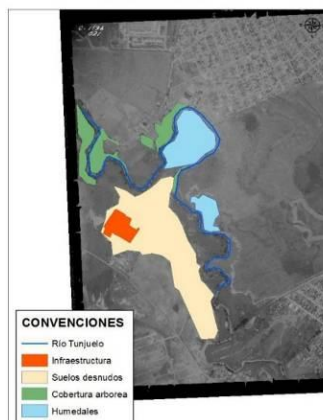 CONVENCIONES
Río Tunjuelo
Infraestructura
Suelos desnudos
Cobertura arborea
Humedales